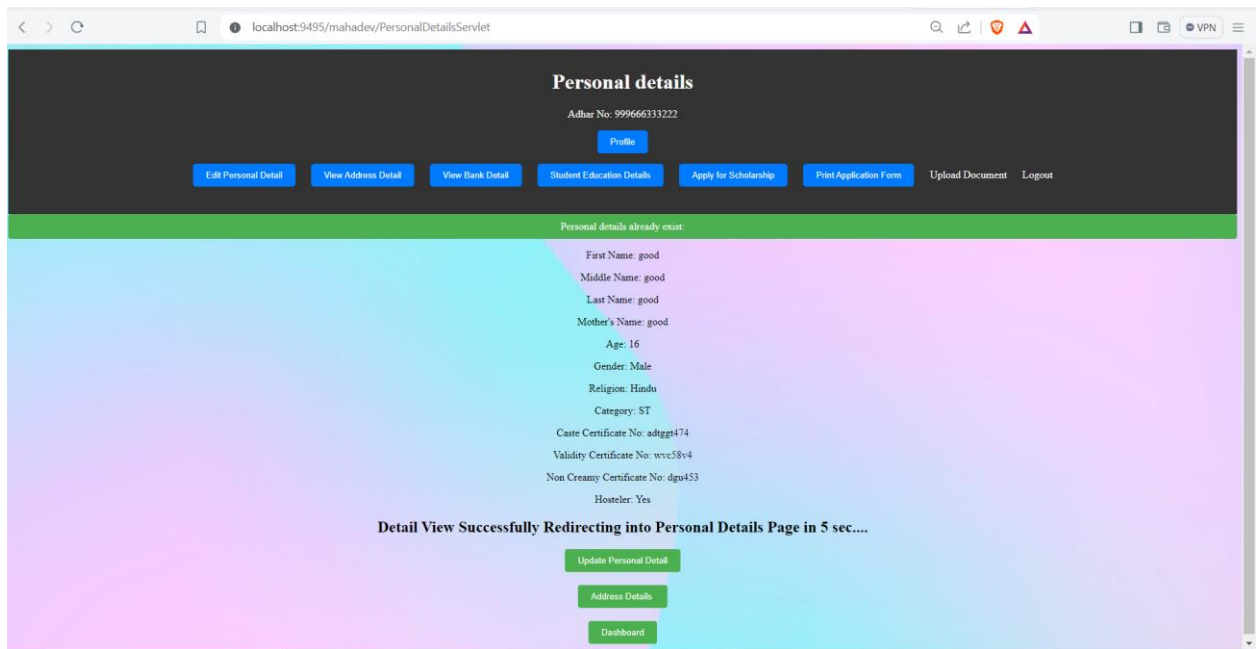 localhost:9495/mahadev/PersonalDetailsServlet
VPN
Personal details
Adhar No: 999666333222
Profile
Edit Personal Detail View Address Detail View Bank Detail Student Education Details Apply for Scholarship Print Application Form Upload Document Logout
Personal details already exist:
First Name: good
Middle Name: good
Last Name: good
Mother's Name: good
Age: 16
Gender: Male
Religion: Hindu
Category: ST
Caste Certificate No: adtggt474
Validity Certificate No: wvc58v4
Non Creamy Certificate No: dgu453
Hosteler: Yes
Detail View Successfully Redirecting into Personal Details Page in 5 sec....
Update Personal Detail
Address Details
Dashboard